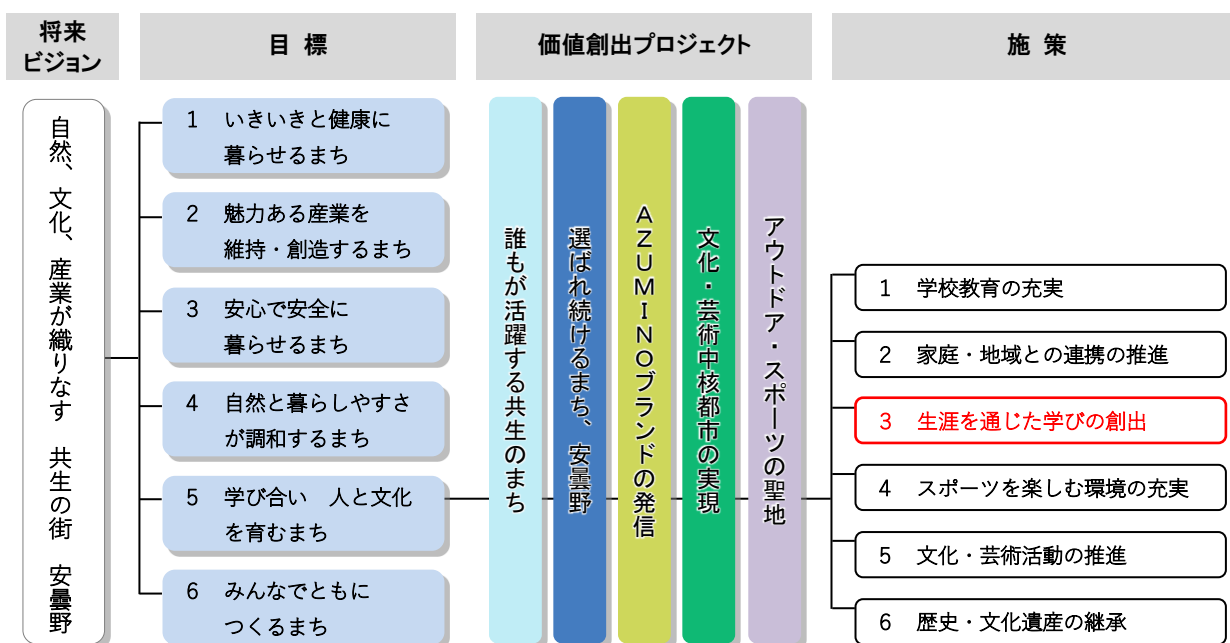 将来
ビジョン
目 標
価値創出プロジェクト
施 策
自然、文化、産業が織りなす 共生の街 安曇野
1 いきいきと健康に
暮らせるまち
2 魅力ある産業を
維持・創造するまち
3 安心で安全に
暮らせるまち
4 自然と暮らしやすさ
が調和するまち
5 学び合い 人と文化
を育むまち
6 みんなでともに
つくるまち
誰もが活躍する共生のまち
選ばれ続けるまち、安曇野
AZUMINOブランドの発信
文化・芸術中核都市の実現
アウトドア・スポーツの聖地
1 学校教育の充実
2 家庭・地域との連携の推進
3 生涯を通じた学びの創出
4 スポーツを楽しむ環境の充実
5 文化・芸術活動の推進
6 歴史・文化遺産の継承